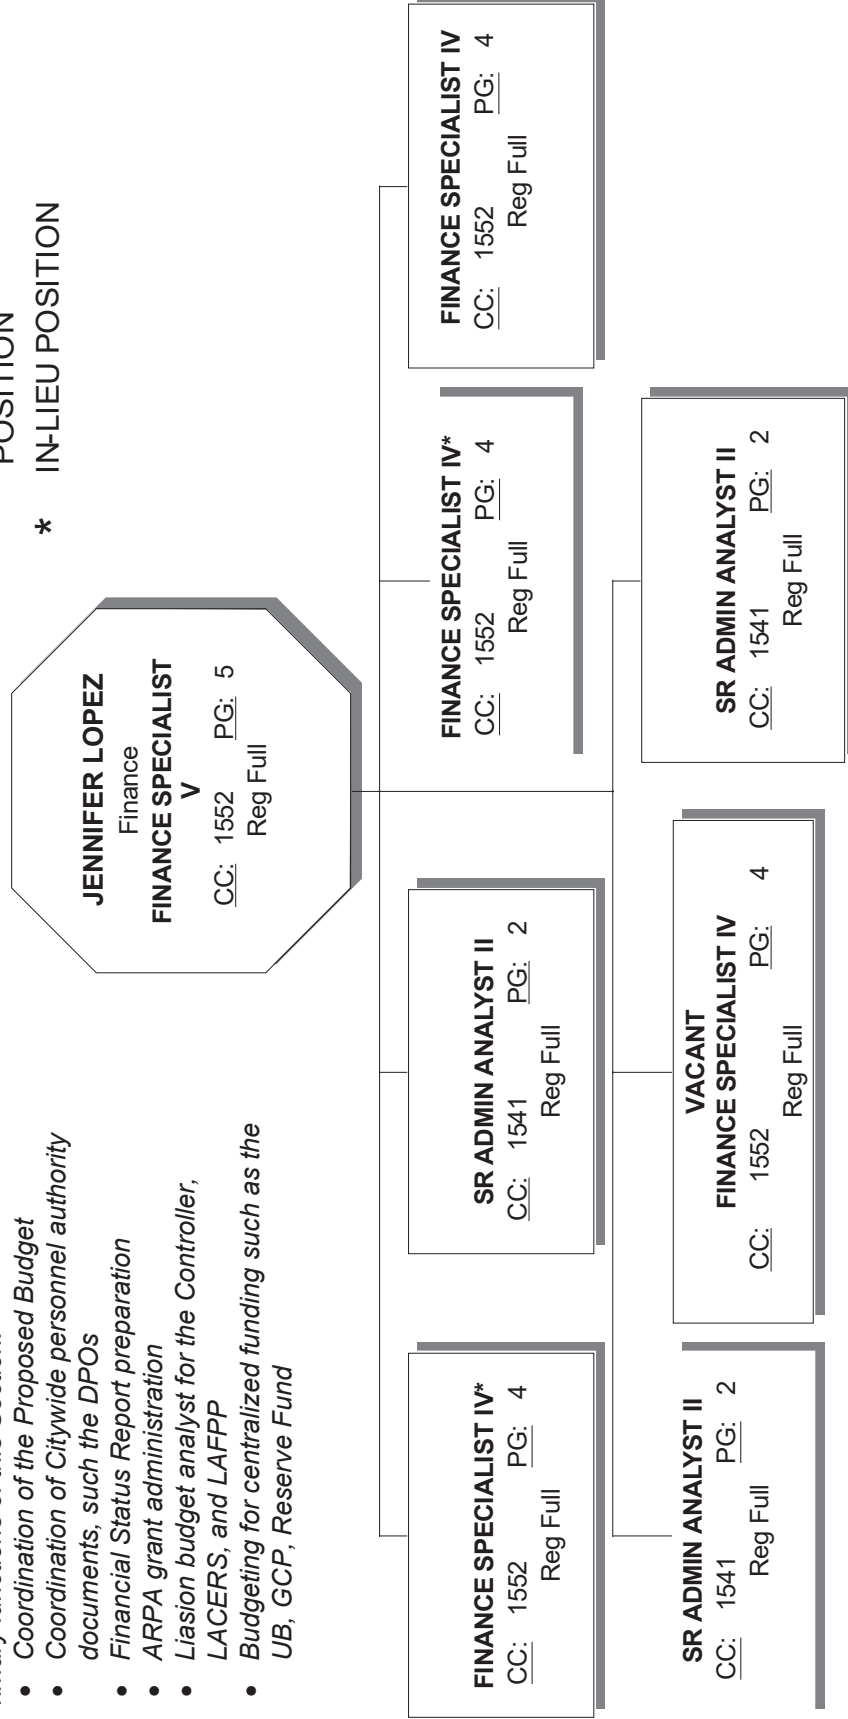 POSITION
* IN-LIEU POSITION
• Coordination of the Proposed Budget
• Coordination of Citywide personnel authority
documents, such the DPOs
• Financial Status Report preparation
• ARPA grant administration
• Liasion budget analyst for the Controller,
LACERS, and LAFPP
• Budgeting for centralized funding such as the
UB, GCP, Reserve Fund
JENNIFER LOPEZ
Finance
FINANCE SPECIALIST
V
CC: 1552 PG: 5
Reg Full
FINANCE SPECIALIST IV*
CC: 1552 PG: 4
Reg Full
SR ADMIN ANALYST II
CC: 1541 PG: 2
Reg Full
FINANCE SPECIALIST IV*
CC: 1552 PG: 4
Reg Full
FINANCE SPECIALIST IV
CC: 1552 PG: 4
Reg Full
SR ADMIN ANALYST II
CC: 1541 PG: 2
Reg Full
VACANT
FINANCE SPECIALIST IV
CC: 1552 PG: 4
Reg Full
SR ADMIN ANALYST II
CC: 1541 PG: 2
Reg Full